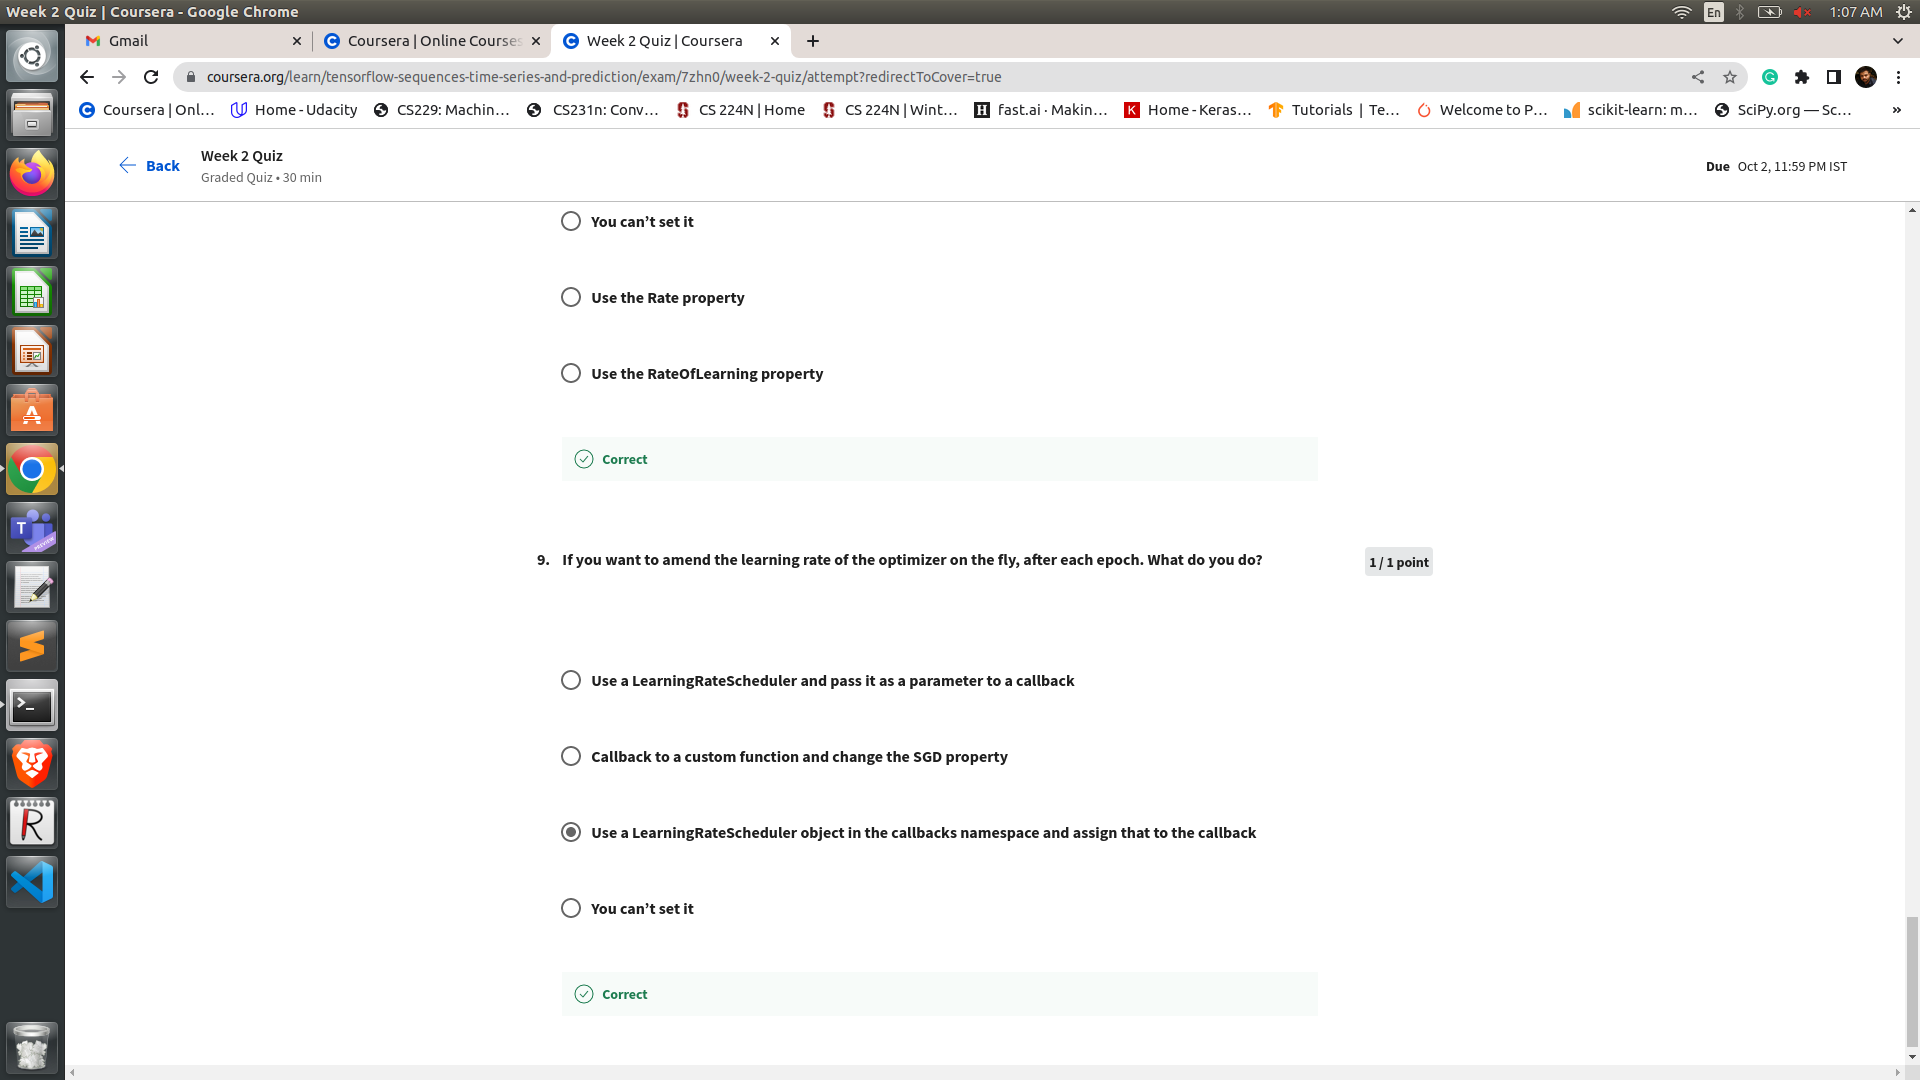 Week 2 Quiz | Coursera - Google Chrome
En
1:07 AM
Gmail
Coursera | Online Courses
Week 2 Quiz | Coursera
coursera.org/learn/tensorflow-sequences-time-series-and-prediction/exam/7zhn0/week-2-quiz/attempt?redirectToCover=true
Coursera | Onl...
Home - Udacity
CS229: Machin...
CS231n: Conv...
CS 224N | Home
CS 224N | Wint...
fast.ai · Makin...
Home - Keras...
Tutorials | Te...
Welcome to P...
scikit-learn: m...
SciPy.org — Sc...
»
Back
Week 2 Quiz
Graded Quiz • 30 min
Due Oct 2, 11:59 PM IST
You can’t set it
Use the Rate property
Use the RateOfLearning property
Correct
9. If you want to amend the learning rate of the optimizer on the fly, after each epoch. What do you do?
1 / 1 point
Use a LearningRateScheduler and pass it as a parameter to a callback
Callback to a custom function and change the SGD property
Use a LearningRateScheduler object in the callbacks namespace and assign that to the callback
You can’t set it
Correct